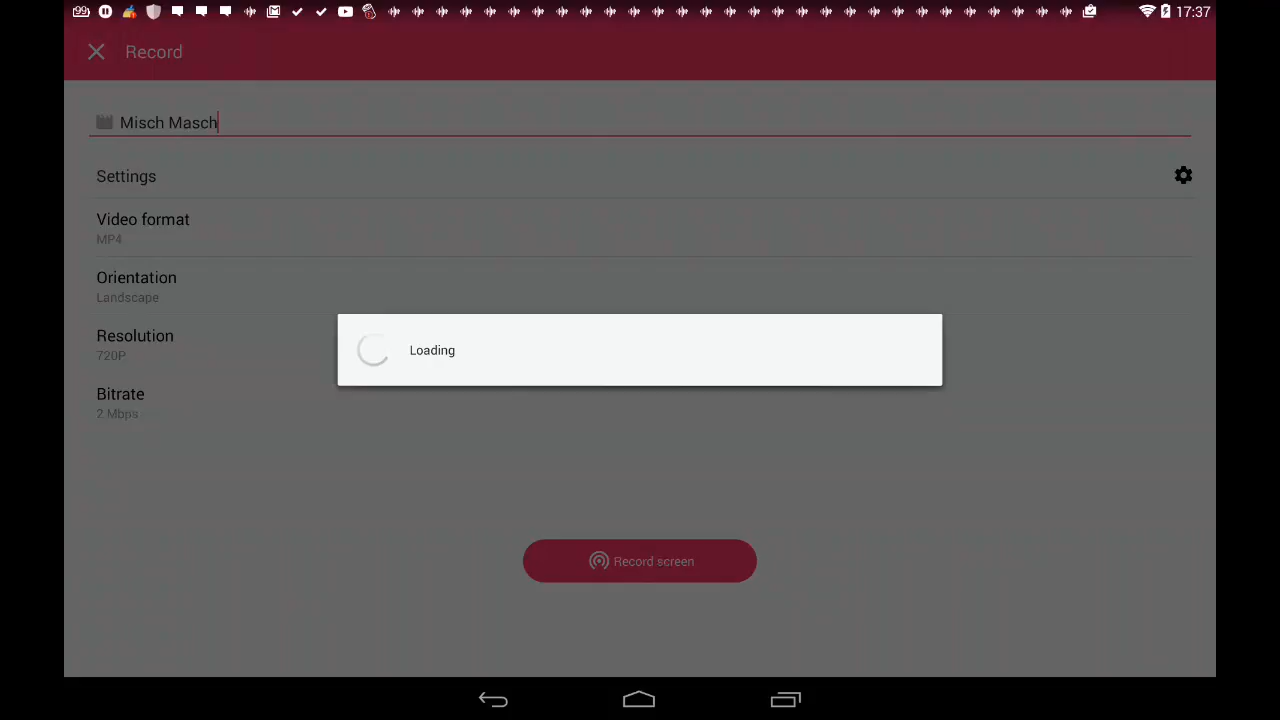 99 17:37
Record
Misch Masch
Settings
Video format
MP4
Orientation
Landscape
Resolution
720P
Loading
Bitrate
2 Mbps
Record screen